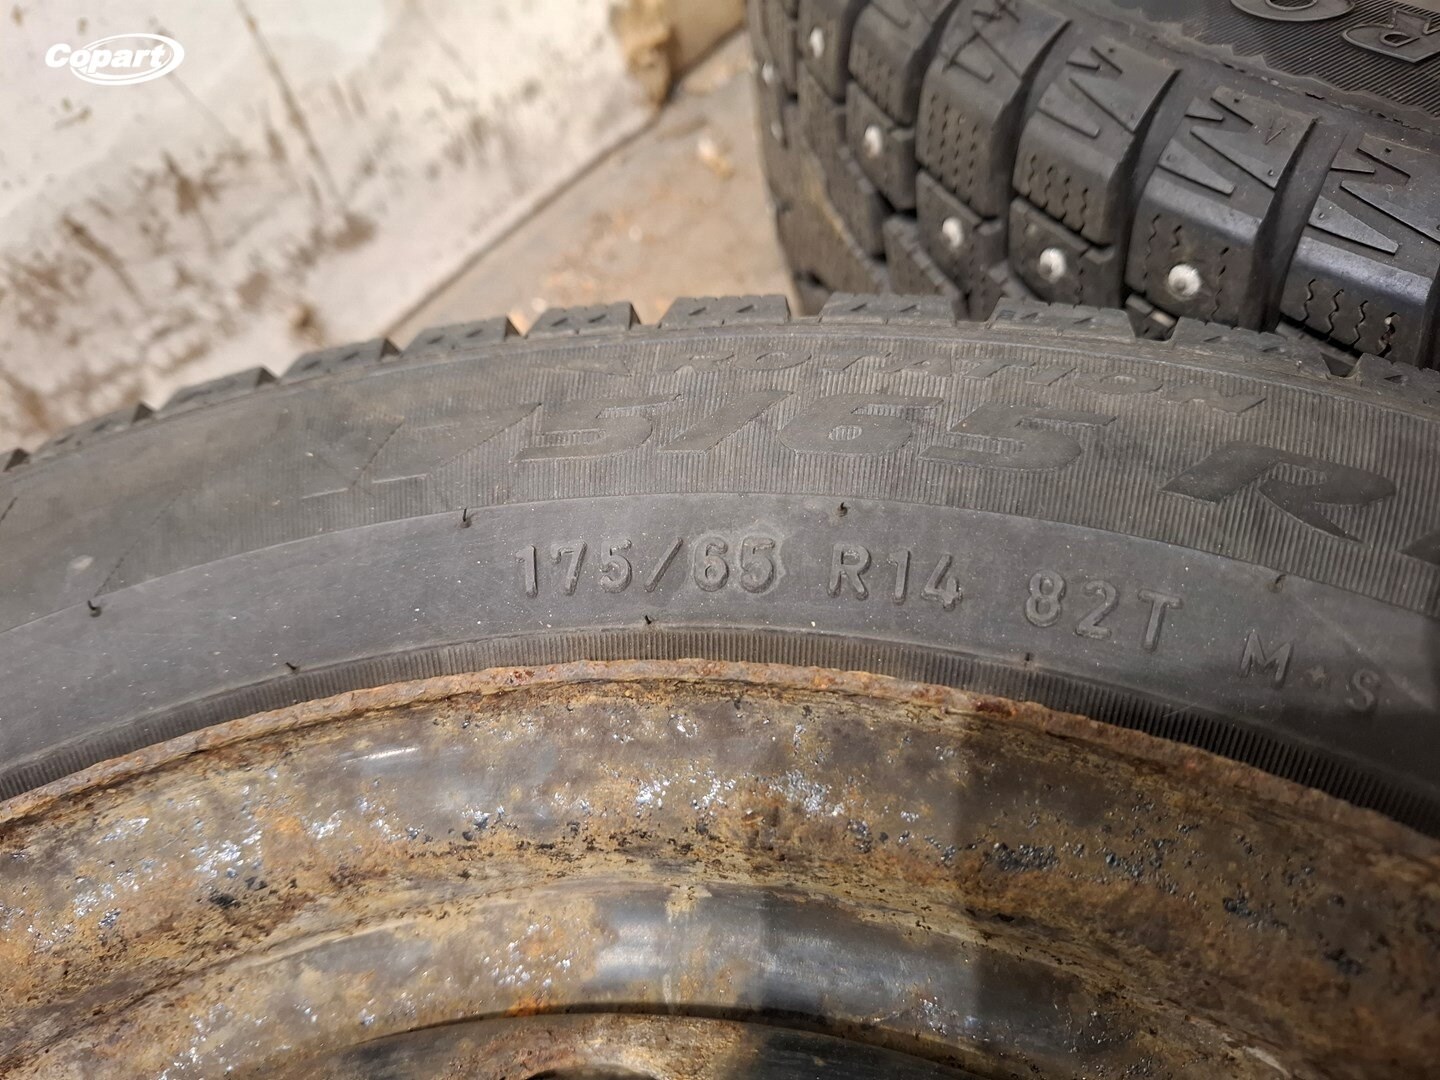 Copart
ROTATION
175/65 R
175/65 R14 82T M+S